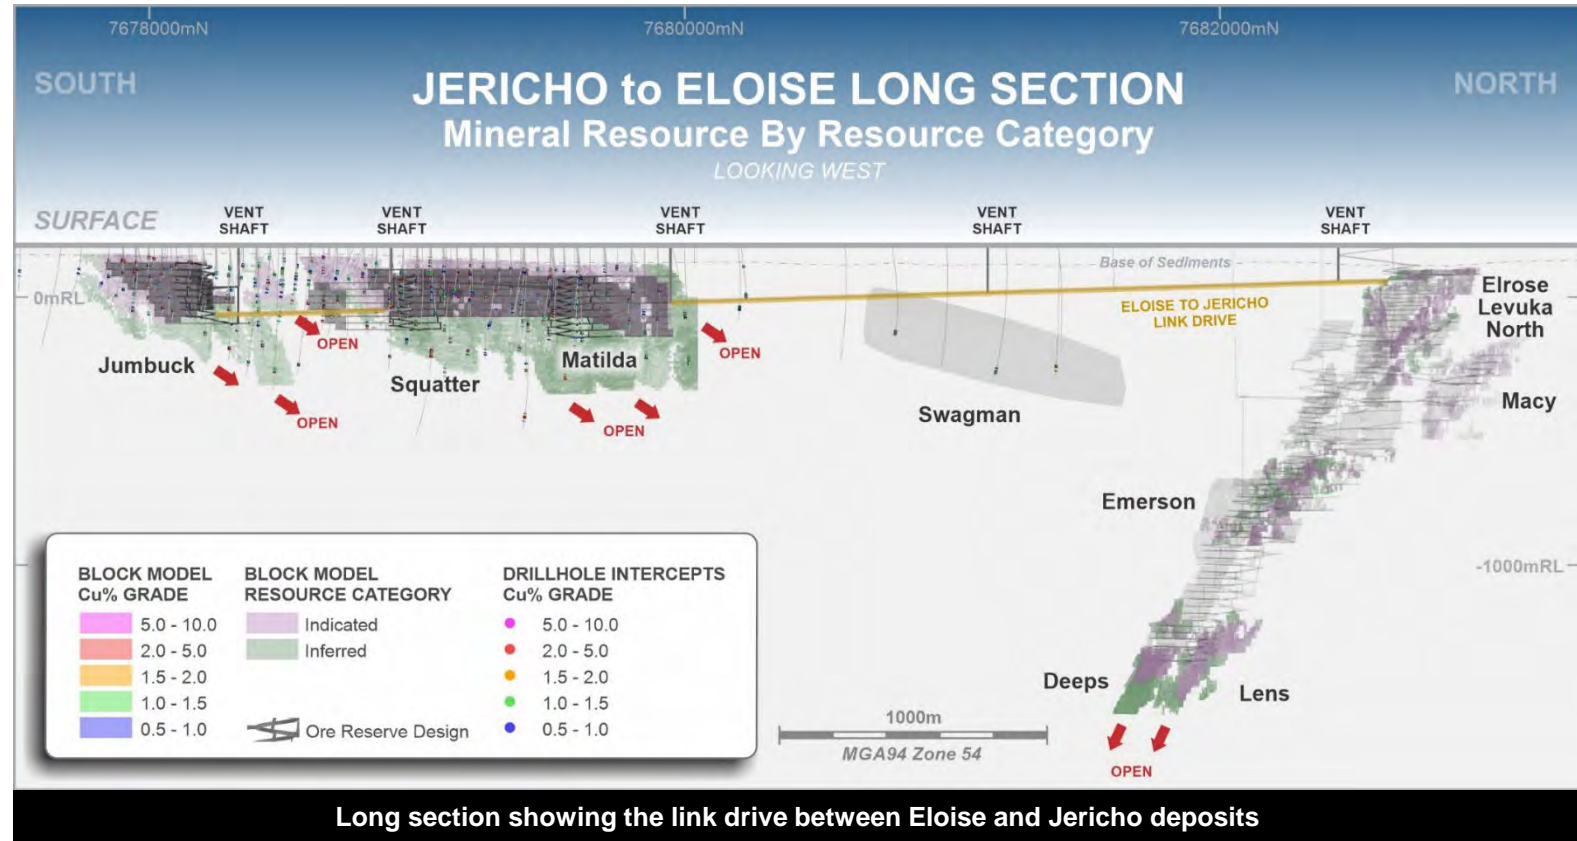 7678000mN
7680000mN
7682000mN
SOUTH
JERICHO to ELOISE LONG SECTION
NORTH
Mineral Resource By Resource Category
LOOKING WEST
SURFACE
VENT
SHAFT
VENT
SHAFT
VENT
SHAFT
VENT
SHAFT
VENT
SHAFT
Base of Sediments
0mRL
ELOISE TO JERICHO
LINK DRIVE
Elrose
Levuka
North
OPEN
OPEN
Jumbuck
Squatter
Matilda
OPEN
OPEN
Swagman
Macy
Emerson
-1000mRL
Deeps
Lens
OPEN
BLOCK MODEL
Cu% GRADE
5.0 - 10.0
2.0 - 5.0
1.5 - 2.0
1.0 - 1.5
0.5 - 1.0
BLOCK MODEL
RESOURCE CATEGORY
Indicated
Inferred
Ore Reserve Design
DRILLHOLE INTERCEPTS
Cu% GRADE
5.0 - 10.0
2.0 - 5.0
1.5 - 2.0
1.0 - 1.5
0.5 - 1.0
1000m
MGA94 Zone 54
Long section showing the link drive between Eloise and Jericho deposits